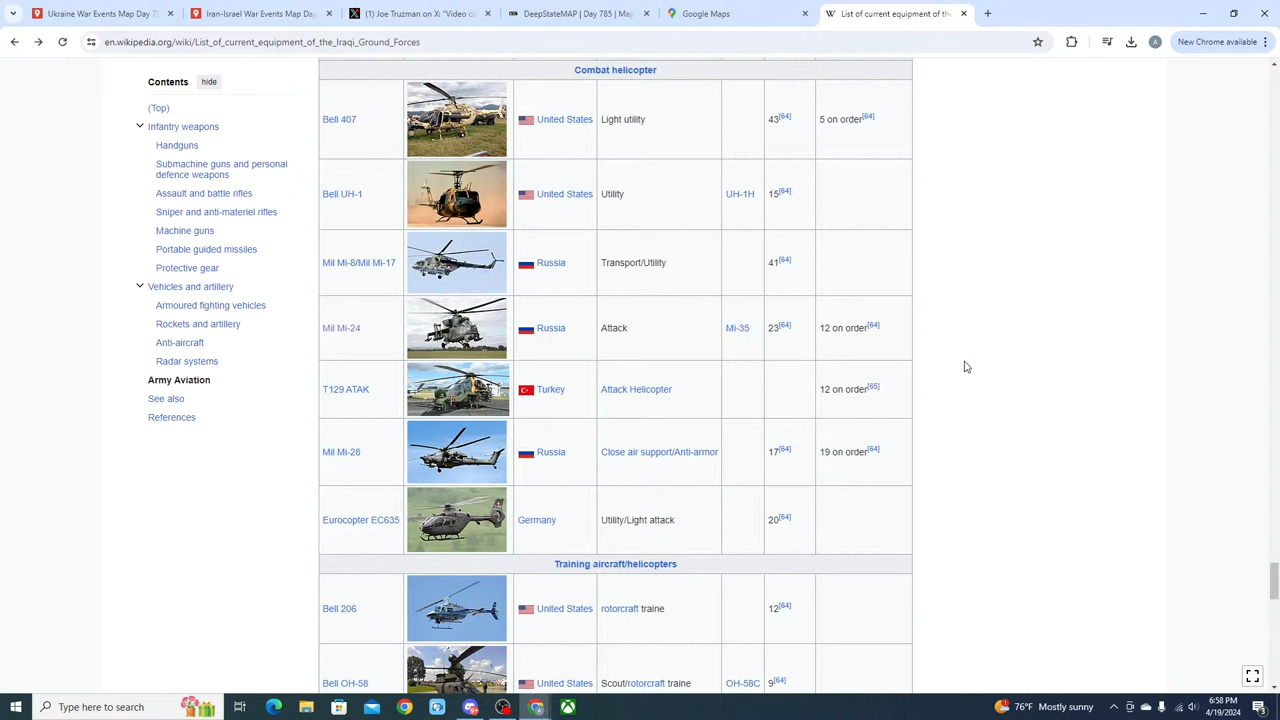 Ukraine War Events Map Day
Iran-Israel War Events Map Day
(1) Joe Truzman on X: "Video c
DeepStateMAP | Day 785 |
Google Maps
List of current equipment of the
en.wikipedia.org/wiki/List_of_current_equipment_of_the_Iraqi_Ground_Forces
A
New Chrome available
Contents hide
(Top)
Infantry weapons
Handguns
Submachine guns and personal
defence weapons
Assault and battle rifles
Sniper and anti-materiel rifles
Machine guns
Portable guided missiles
Protective gear
Vehicles and artillery
Armoured fighting vehicles
Rockets and artillery
Anti-aircraft
Radar systems
Army Aviation
See also
References
Combat helicopter
Bell 407 United States Light utility 43[64] 5 on order[64]
Bell UH-1 United States Utility UH-1H 15[64]
Mil Mi-8/Mil Mi-17 Russia Transport/Utility 41[64]
Mil Mi-24 Russia Attack Mi-35 23[64] 12 on order[64]
T129 ATAK Turkey Attack Helicopter 12 on order[65]
Mil Mi-28 Russia Close air support/Anti-armor 17[64] 19 on order[64]
Eurocopter EC635 Germany Utility/Light attack 20[64]
Training aircraft/helicopters
Bell 206 United States rotorcraft traine 12[64]
Bell OH-58 United States Scout/rotorcraft traine OH-58C 9[64]
Type here to search
76°F Mostly sunny
6:58 PM
4/19/2024